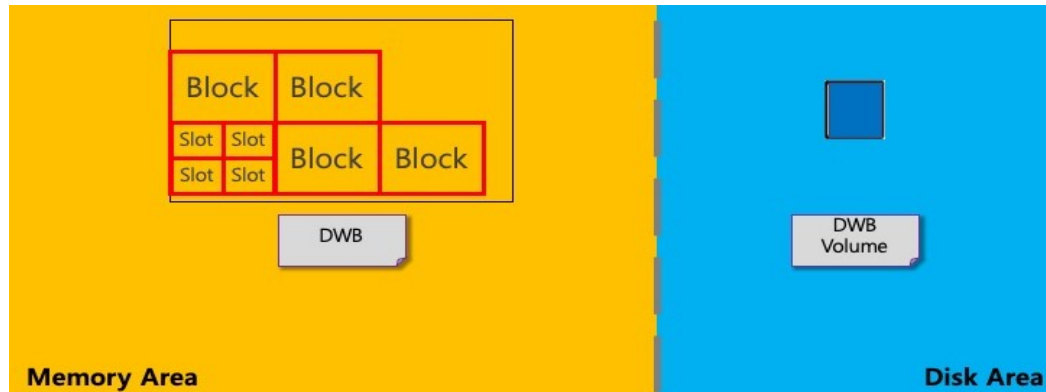 Block Block
Slot Slot
Block Block
Slot Slot
DWB
DWB
Volume
Memory Area
Disk Area